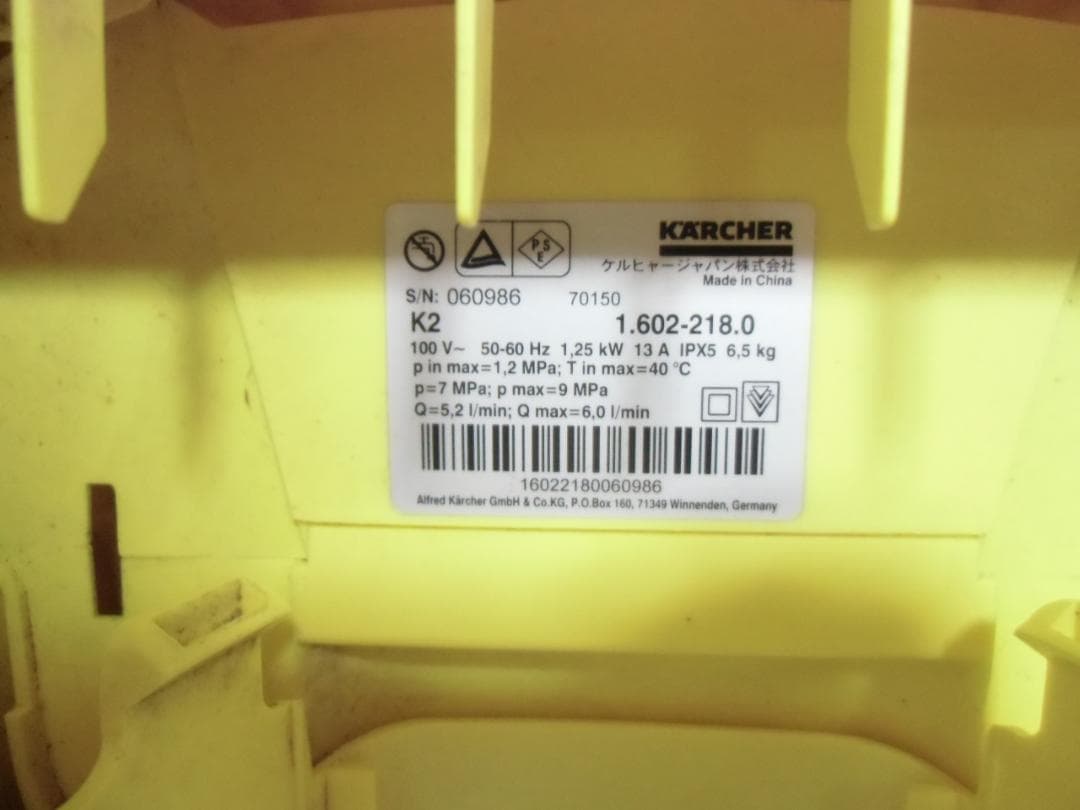 KÄRCHER
PSE
ケルヒャージャパン株式会社
Made in China
S/N: 060986 70150
K2 1.602-218.0
100 V~ 50-60 Hz 1,25 kW 13 A IPX5 6,5 kg
p in max=1,2 MPa; T in max=40 °C
p=7 MPa; p max=9 MPa
Q=5,2 l/min; Q max=6,0 l/min
16022180060986
Alfred Kärcher GmbH & Co.KG, P.O.Box 160, 71349 Winnenden, Germany